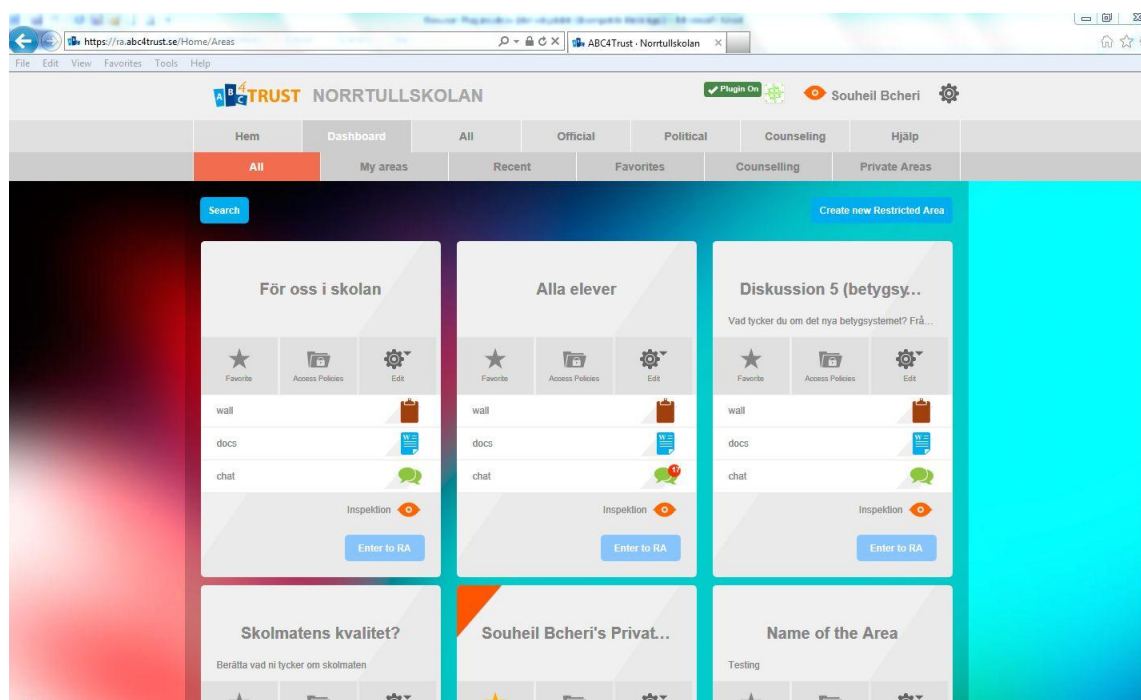 https://ra.abc4trust.se/Home/Areas
ABC4Trust - Norrtullskolan
File Edit View Favorites Tools Help
ABC4TRUST NORRTULLSKOLAN
Plugin On
Souheil Bcheri
Hem Dashboard All Official Political Counseling Hjälp
All My areas Recent Favorites Counselling Private Areas
Search Create new Restricted Area
För oss i skolan
Favorite Access Policies Edit
wall
docs
chat
Inspektion
Enter to RA
Alla elever
Favorite Access Policies Edit
wall
docs
chat 17
Inspektion
Enter to RA
Diskussion 5 (betygsy...
Vad tycker du om det nya betygsystemet? Frå...
Favorite Access Policies Edit
wall
docs
chat
Inspektion
Enter to RA
Skolmatens kvalitet?
Berätta vad ni tycker om skolmaten
Souheil Bcheri's Privat...
Name of the Area
Testing